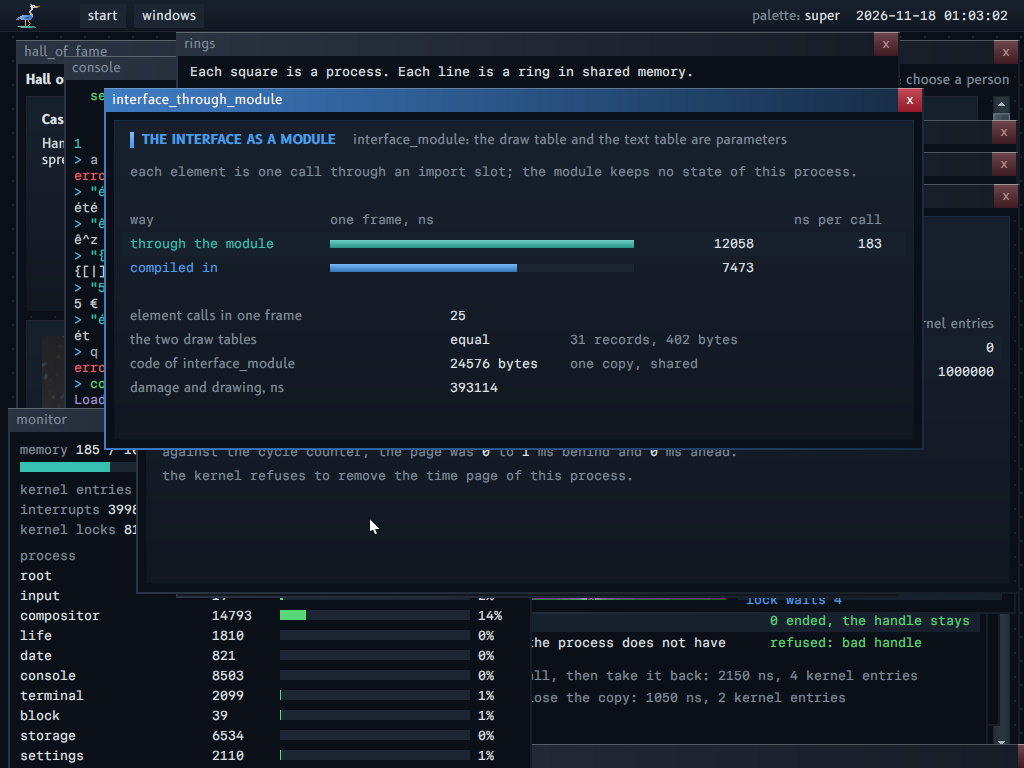 start windows palette: super 2026-11-18 01:03:02
rings x
hall_of_fame x
console
Each square is a process. Each line is a ring in shared memory.
Hall choose a person
interface_through_module x
THE INTERFACE AS A MODULE interface_module: the draw table and the text table are parameters
each element is one call through an import slot; the module keeps no state of this process.
way one frame, ns ns per call
through the module 12058 183
compiled in 7473
element calls in one frame 25
the two draw tables equal 31 records, 402 bytes
code of interface_module 24576 bytes one copy, shared
damage and drawing, ns 393114
x
x
x
1
> a
> "é
été
> "ê
ê^z
> "{
{[|]
> "5
5 €
> "é
ét
> q
> co
entries
0
1000000
monitor
memory 185 /
kernel entries
interrupts 3998
kernel locks
process
root
input
compositor 14793 14%
life 1810 0%
date 821 0%
console 8503 0%
terminal 2099 1%
block 39 1%
storage 6534 0%
settings 2110 1%
against the cycle counter, the page was 0 to 1 ms behind and 0 ms ahead.
the kernel refuses to remove the time page of this process.
lock waits 4
0 ended, the handle stays
the process does not have refused: bad handle
then take it back: 2150 ns, 4 kernel entries
the copy: 1050 ns, 2 kernel entries